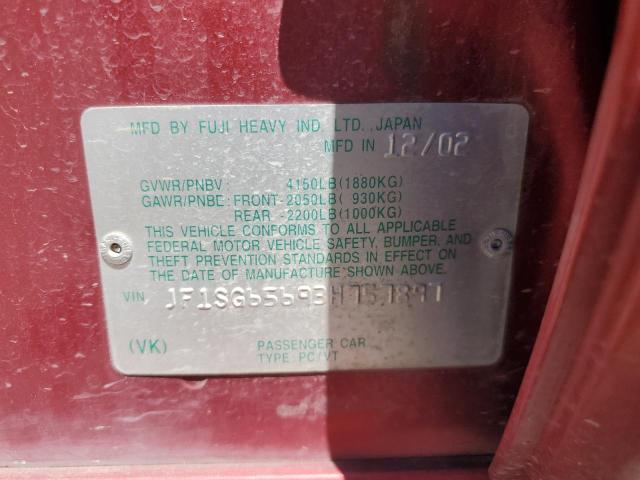 MFD BY FUJI HEAVY IND. LTD., JAPAN
MFD IN 12/02
GVWR/PNBV: 4150LB(1880KG)
GAWR/PNBE: FRONT-2050LB( 930KG)
REAR -2200LB(1000KG)
THIS VEHICLE CONFORMS TO ALL APPLICABLE
FEDERAL MOTOR VEHICLE SAFETY, BUMPER, AND
THEFT PREVENTION STANDARDS IN EFFECT ON
THE DATE OF MANUFACTURE SHOWN ABOVE.
VIN
(VK) PASSENGER CAR
TYPE PC/VT